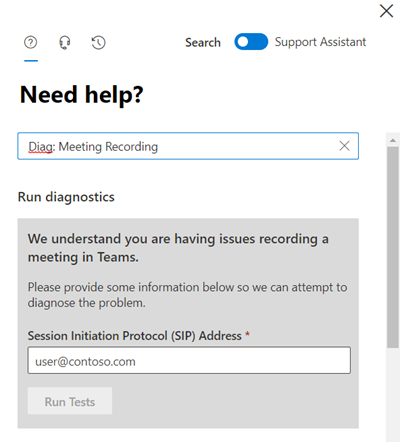 Search Support Assistant
Need help?
Diag: Meeting Recording
Run diagnostics
We understand you are having issues recording a
meeting in Teams.
Please provide some information below so we can attempt to
diagnose the problem.
Session Initiation Protocol (SIP) Address *
user@contoso.com
Run Tests